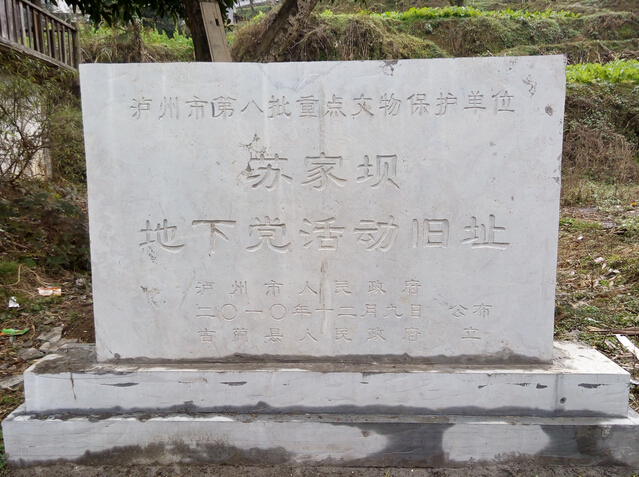 泸州市第八批重点文物保护单位
苏家坝
地下党活动旧址
泸州市人民政府
二〇一〇年十二月九日 公布
古蔺县人民政府 立